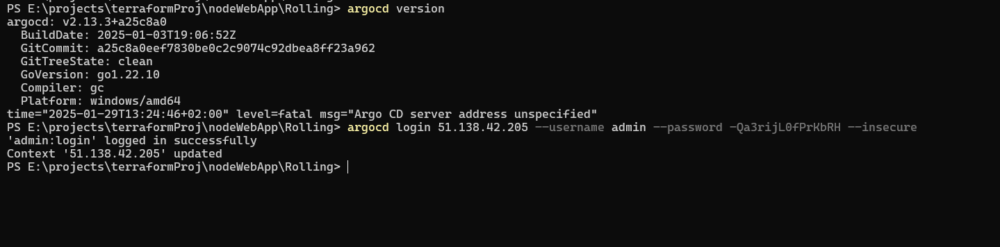 PS E:\projects\terraformProj\nodeWebApp\Rolling> argocd version
argocd: v2.13.3+a25c8a0
  BuildDate: 2025-01-03T19:06:52Z
  GitCommit: a25c8a0eef7830be0c2c9074c92dbea8ff23a962
  GitTreeState: clean
  GoVersion: go1.22.10
  Compiler: gc
  Platform: windows/amd64
time="2025-01-29T13:24:46+02:00" level=fatal msg="Argo CD server address unspecified"
PS E:\projects\terraformProj\nodeWebApp\Rolling> argocd login 51.138.42.205 --username admin --password -Qa3rijL0fPrKbRH --insecure
'admin:login' logged in successfully
Context '51.138.42.205' updated
PS E:\projects\terraformProj\nodeWebApp\Rolling>